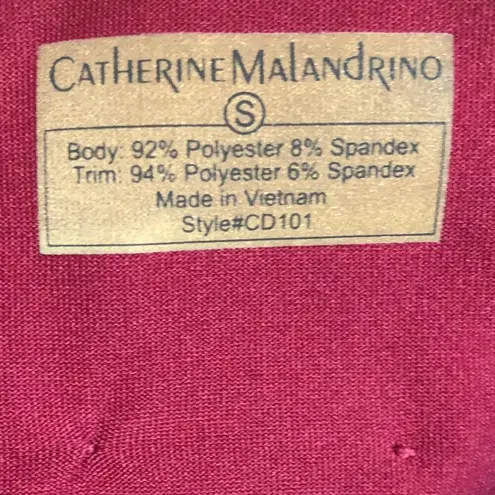 CATHERINE MALANDRINO
S
Body: 92% Polyester 8% Spandex
Trim: 94% Polyester 6% Spandex
Made in Vietnam
Style#CD101